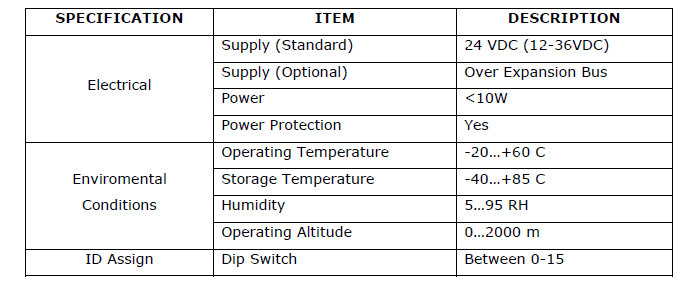 SPECIFICATION ITEM DESCRIPTION
Electrical
Supply (Standard) 24 VDC (12-36VDC)
Supply (Optional) Over Expansion Bus
Power <10W
Power Protection Yes
Enviromental
Conditions
Operating Temperature -20…+60 C
Storage Temperature -40…+85 C
Humidity 5…95 RH
Operating Altitude 0…2000 m
ID Assign Dip Switch Between 0-15